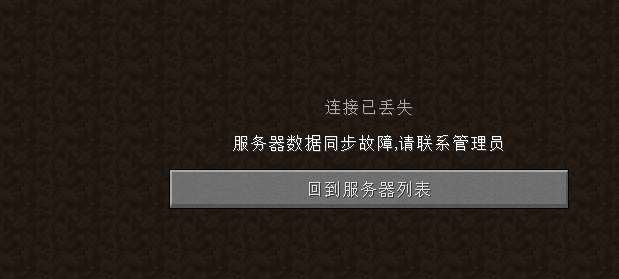 连接已丢失
服务器数据同步故障,请联系管理员
回到服务器列表